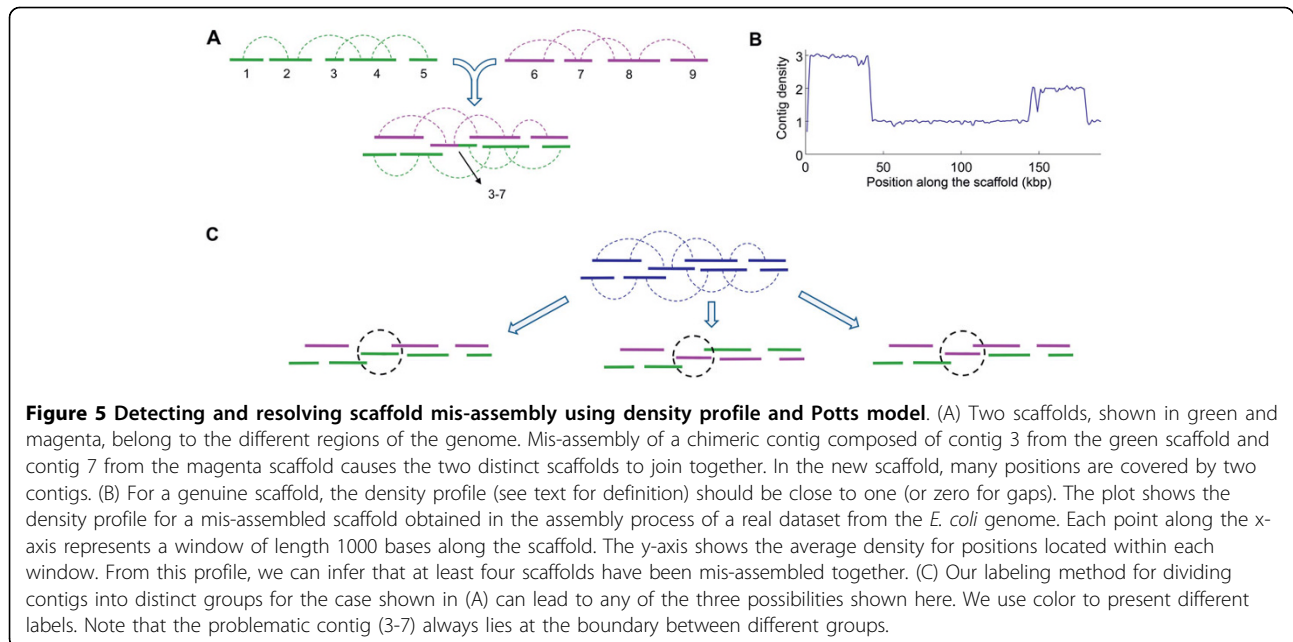 A
1
2
3
4
5
6
7
8
9
3-7
B
Contig density
3
2
1
0
0
50
100
150
Position along the scaffold (kbp)
C
Figure 5 Detecting and resolving scaffold mis-assembly using density profile and Potts model. (A) Two scaffolds, shown in green and
magenta, belong to the different regions of the genome. Mis-assembly of a chimeric contig composed of contig 3 from the green scaffold and
contig 7 from the magenta scaffold causes the two distinct scaffolds to join together. In the new scaffold, many positions are covered by two
contigs. (B) For a genuine scaffold, the density profile (see text for definition) should be close to one (or zero for gaps). The plot shows the
density profile for a mis-assembled scaffold obtained in the assembly process of a real dataset from the E. coli genome. Each point along the x-
axis represents a window of length 1000 bases along the scaffold. The y-axis shows the average density for positions located within each
window. From this profile, we can infer that at least four scaffolds have been mis-assembled together. (C) Our labeling method for dividing
contigs into distinct groups for the case shown in (A) can lead to any of the three possibilities shown here. We use color to present different
labels. Note that the problematic contig (3-7) always lies at the boundary between different groups.